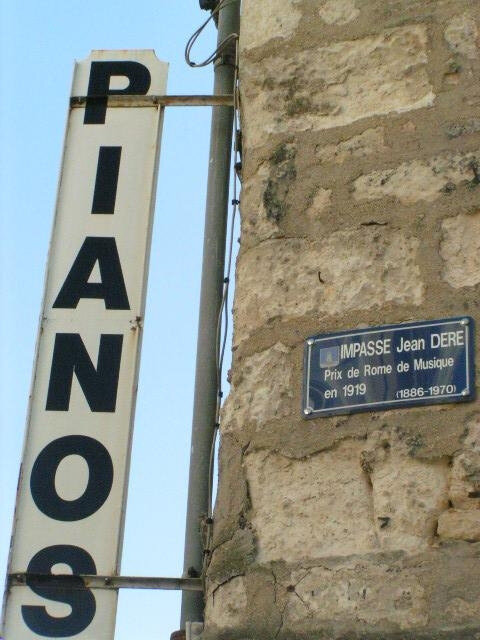 PIANOS
IMPASSE Jean DERE
Prix de Rome de Musique
en 1919 (1886-1970)